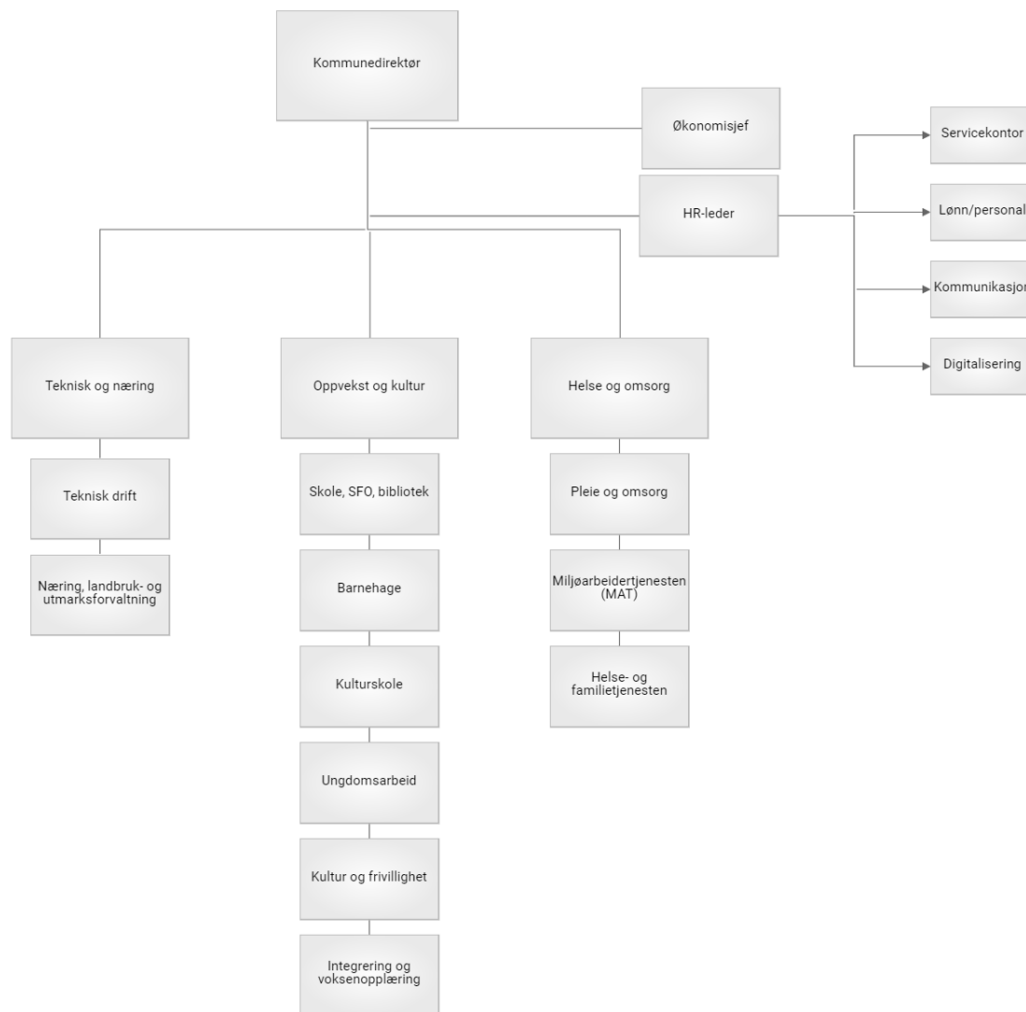 Kommunedirektør
Økonomisjef
HR-leder
Servicekontor
Lønn/personal
Kommunikasjon
Digitalisering
Teknisk og næring
Teknisk drift
Næring, landbruk- og
utmarksforvaltning
Oppvekst og kultur
Skole, SFO, bibliotek
Barnehage
Kulturskole
Ungdomsarbeid
Kultur og frivillighet
Integrering og
voksenopplæring
Helse og omsorg
Pleie og omsorg
Miljøarbeidertjenesten
(MAT)
Helse- og
familietjenesten